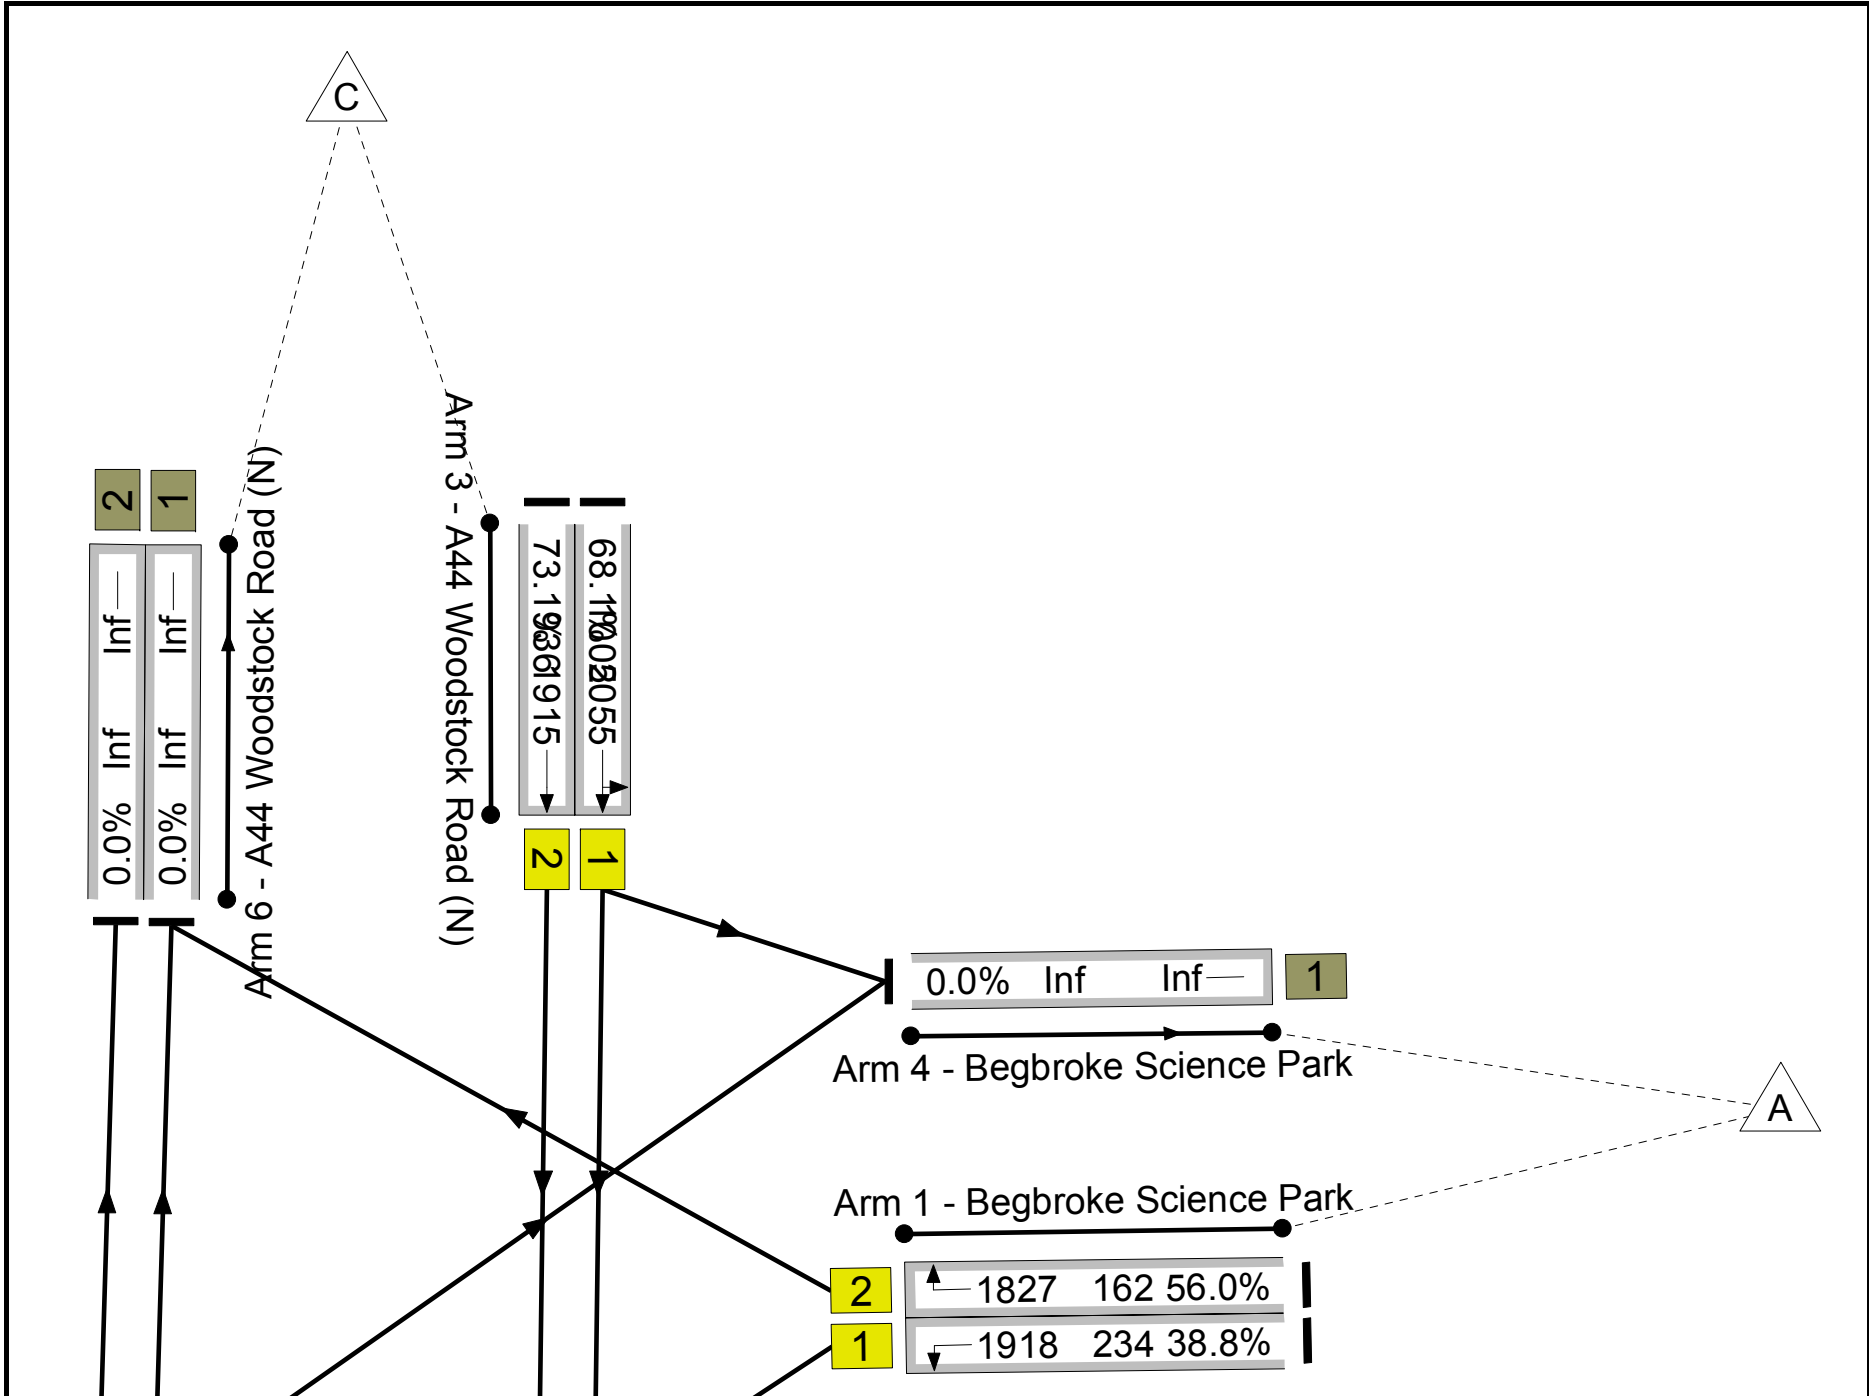 C
Arm 6 - A44 Woodstock Road (N)
2
1
0.0% Inf Inf
0.0% Inf Inf
Arm 3 - A44 Woodstock Road (N)
1915
2055
2
1
0.0% Inf Inf
1
Arm 4 - Begbroke Science Park
A
Arm 1 - Begbroke Science Park
2
1827 162 56.0%
1
1918 234 38.8%